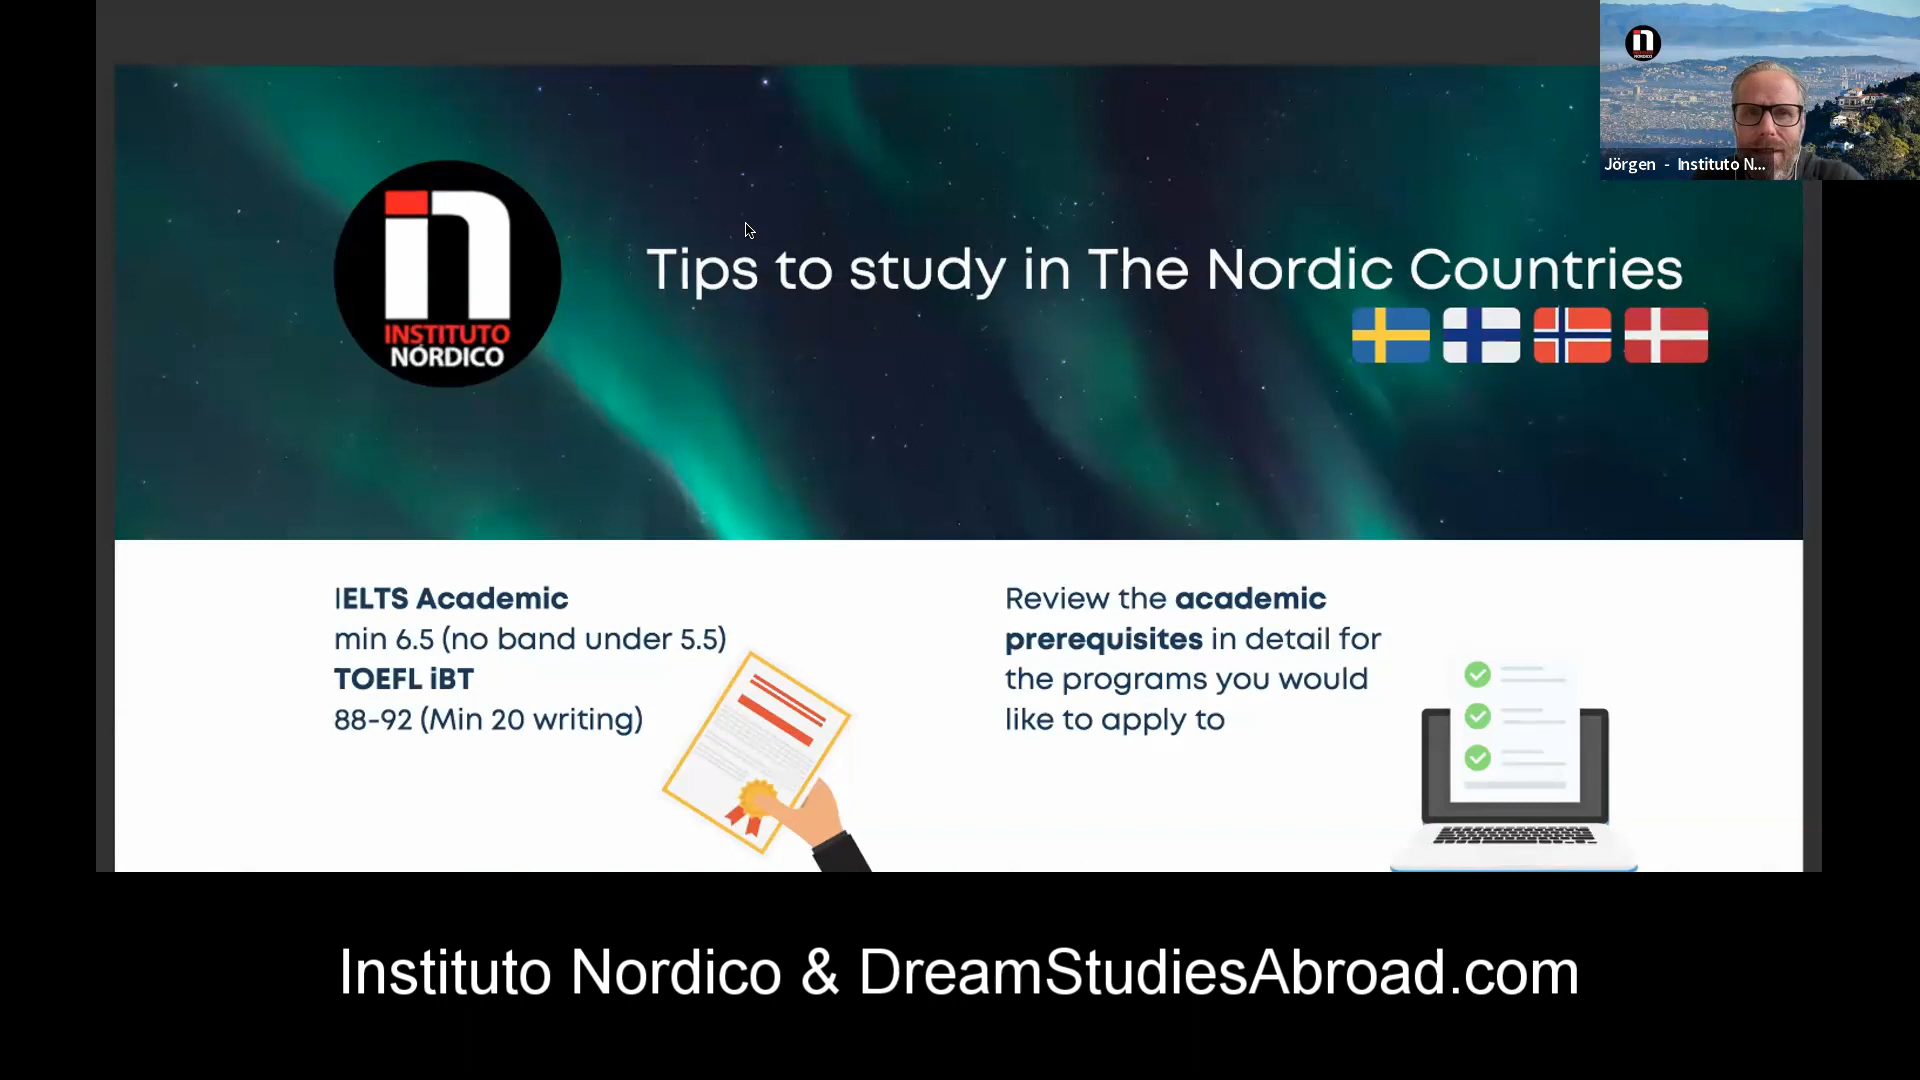 Jörgen - Instituto N...
in
INSTITUTO
NÓRDICO
Tips to study in The Nordic Countries
IELTS Academic
min 6.5 (no band under 5.5)
TOEFL iBT
88-92 (Min 20 writing)
Review the academic
prerequisites in detail for
the programs you would
like to apply to
Instituto Nordico & DreamStudiesAbroad.com